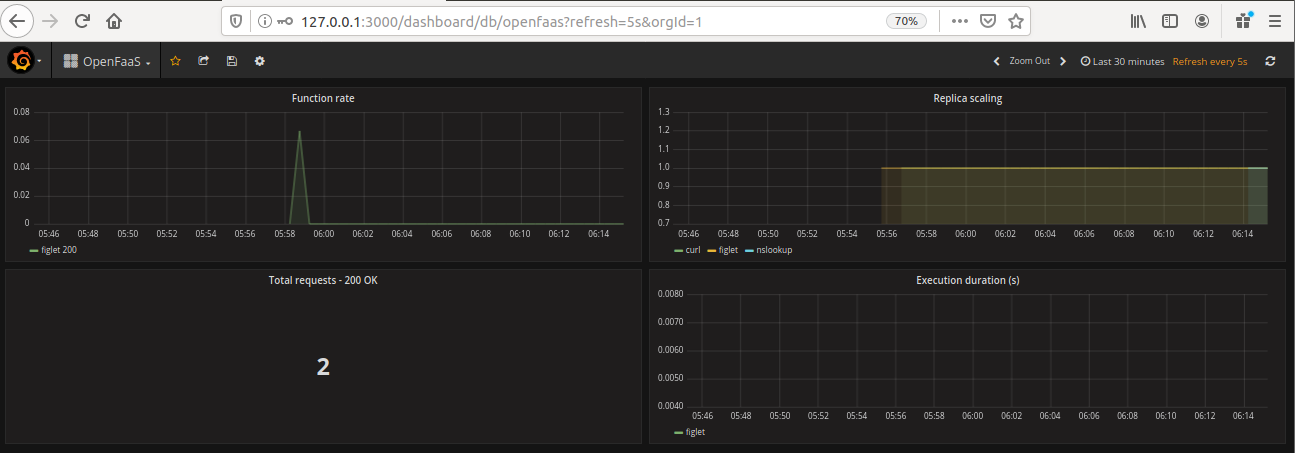 127.0.0.1:3000/dashboard/db/openfaas?refresh=5s&orgId=1 70%
OpenFaaS Zoom Out Last 30 minutes Refresh every 5s
Function rate
0.08
0.06
0.04
0.02
0
05:46 05:48 05:50 05:52 05:54 05:56 05:58 06:00 06:02 06:04 06:06 06:08 06:10 06:12 06:14
figlet 200
Replica scaling
1.3
1.2
1.1
1.0
0.9
0.8
0.7
05:46 05:48 05:50 05:52 05:54 05:56 05:58 06:00 06:02 06:04 06:06 06:08 06:10 06:12 06:14
curl figlet nslookup
Total requests - 200 OK
2
Execution duration (s)
0.0080
0.0070
0.0060
0.0050
0.0040
05:46 05:48 05:50 05:52 05:54 05:56 05:58 06:00 06:02 06:04 06:06 06:08 06:10 06:12 06:14
figlet